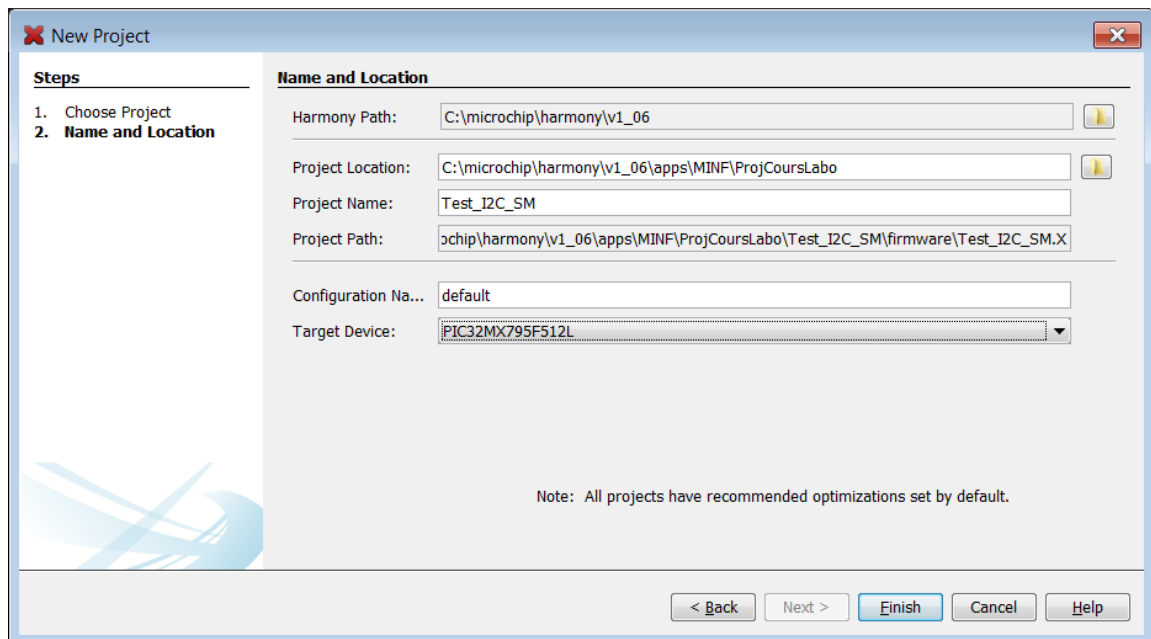 New Project
Steps
1. Choose Project
2. Name and Location
Name and Location
Harmony Path: C:\microchip\harmony\v1_06
Project Location: C:\microchip\harmony\v1_06\apps\MINF\ProjCoursLabo
Project Name: Test_I2C_SM
Project Path: ochip\harmony\v1_06\apps\MINF\ProjCoursLabo\Test_I2C_SM\firmware\Test_I2C_SM.X
Configuration Na... default
Target Device: PIC32MX795F512L
Note: All projects have recommended optimizations set by default.
< Back Next > Finish Cancel Help